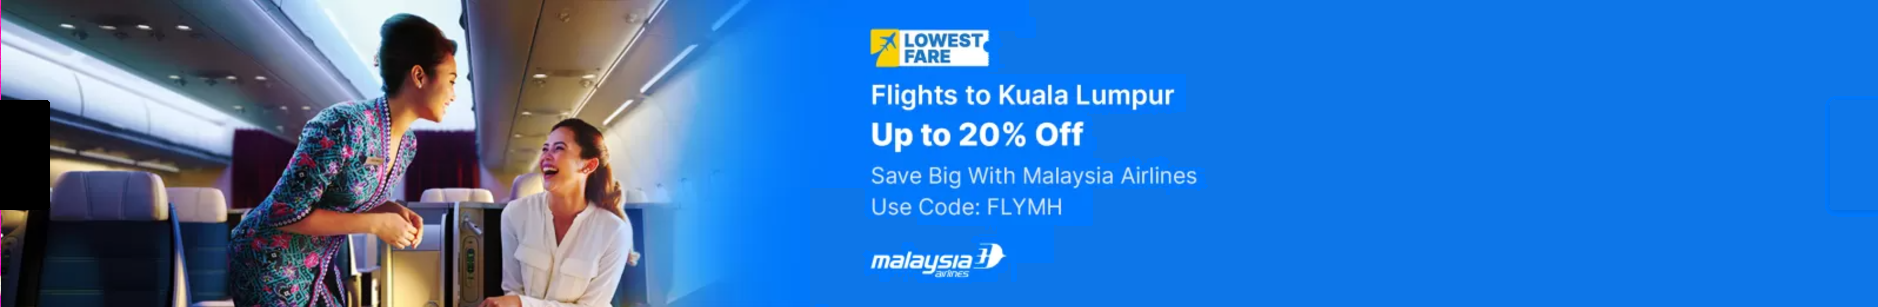 LOWEST
FARE
Flights to Kuala Lumpur
Up to 20% Off
Save Big With Malaysia Airlines
Use Code: FLYMH
malaysia
airlines